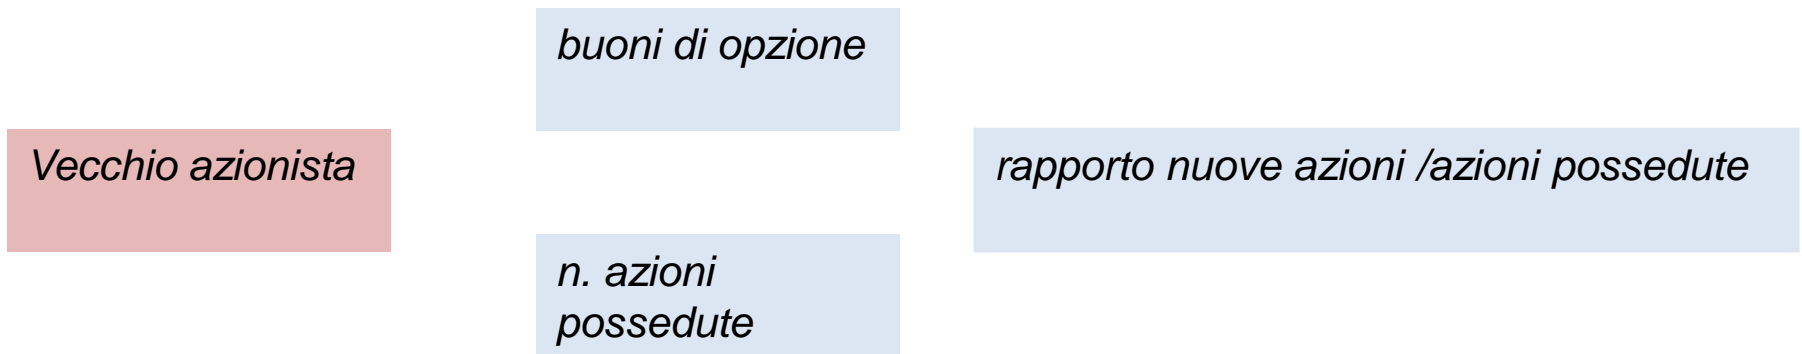 buoni di opzione
Vecchio azionista
rapporto nuove azioni /azioni possedute
n. azioni
possedute